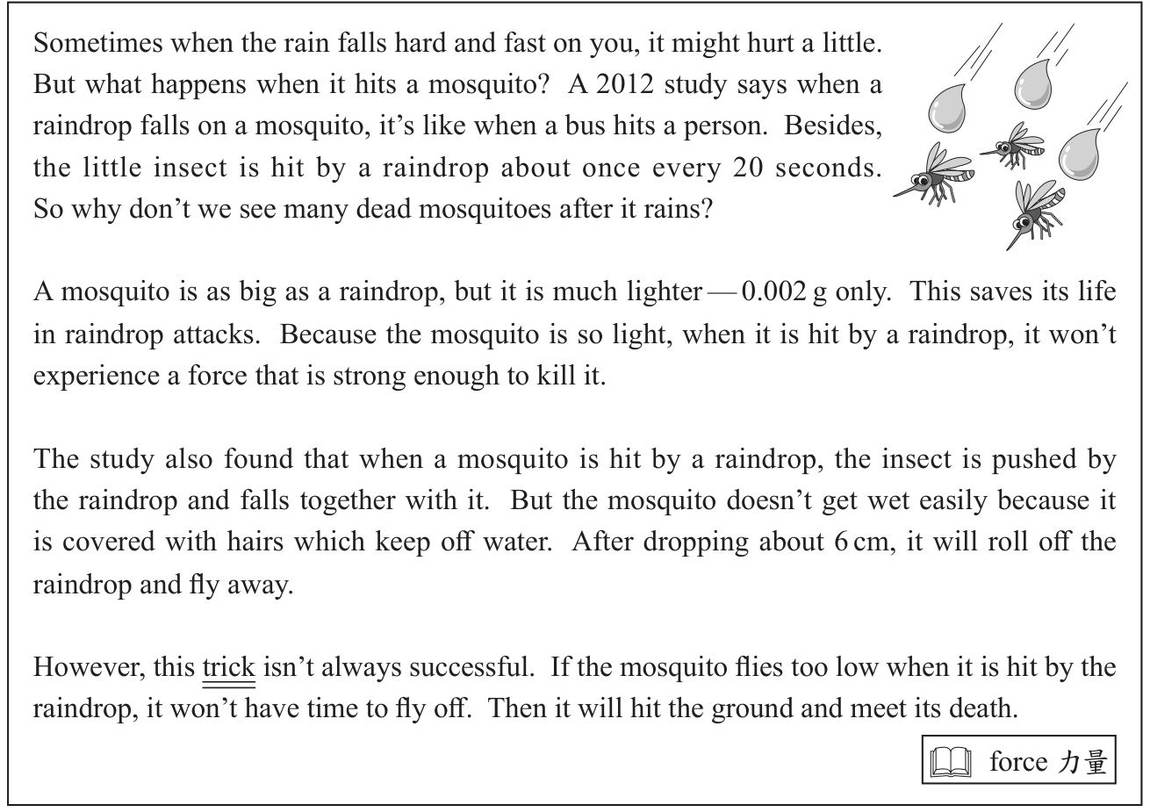 Sometimes when the rain falls hard and fast on you, it might hurt a little.
But what happens when it hits a mosquito? A 2012 study says when a
raindrop falls on a mosquito, it’s like when a bus hits a person. Besides,
the little insect is hit by a raindrop about once every 20 seconds.
So why don’t we see many dead mosquitoes after it rains?
A mosquito is as big as a raindrop, but it is much lighter — 0.002 g only. This saves its life
in raindrop attacks. Because the mosquito is so light, when it is hit by a raindrop, it won’t
experience a force that is strong enough to kill it.
The study also found that when a mosquito is hit by a raindrop, the insect is pushed by
the raindrop and falls together with it. But the mosquito doesn’t get wet easily because it
is covered with hairs which keep off water. After dropping about 6 cm, it will roll off the
raindrop and fly away.
However, this trick isn’t always successful. If the mosquito flies too low when it is hit by the
raindrop, it won’t have time to fly off. Then it will hit the ground and meet its death.
force 力量